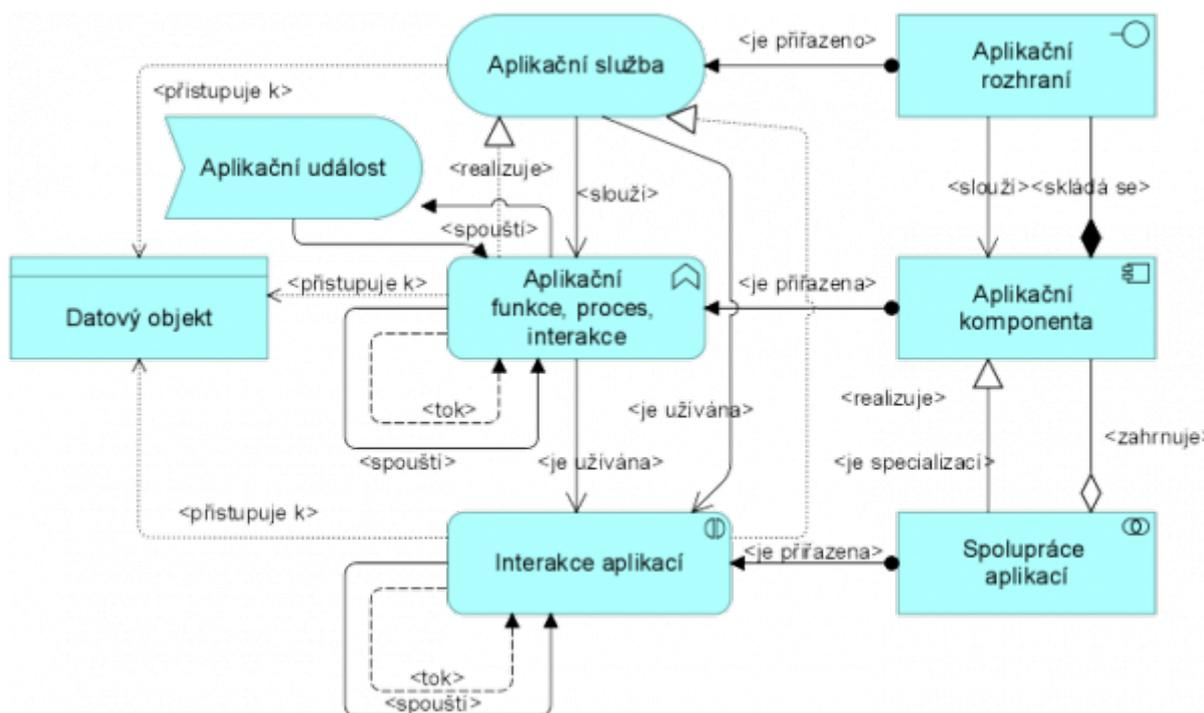 <je přiřazeno>
Aplikační služba
Aplikační
rozhraní
<přistupuje k>
Aplikační událost
<realizuje>
<slouží>
<slouží>
<skládá se>
<spouští>
<přistupuje k>
Aplikační
funkce, proces,
interakce
<je přiřazena>
Aplikační
komponenta
Datový objekt
<realizuje>
<tok>
<je užívána>
<zahrnuje>
<spouští>
<je užívána>
<je specializací>
<přistupuje k>
Interakce aplikací
<je přiřazena>
Spolupráce
aplikací
<tok>
<spouští>